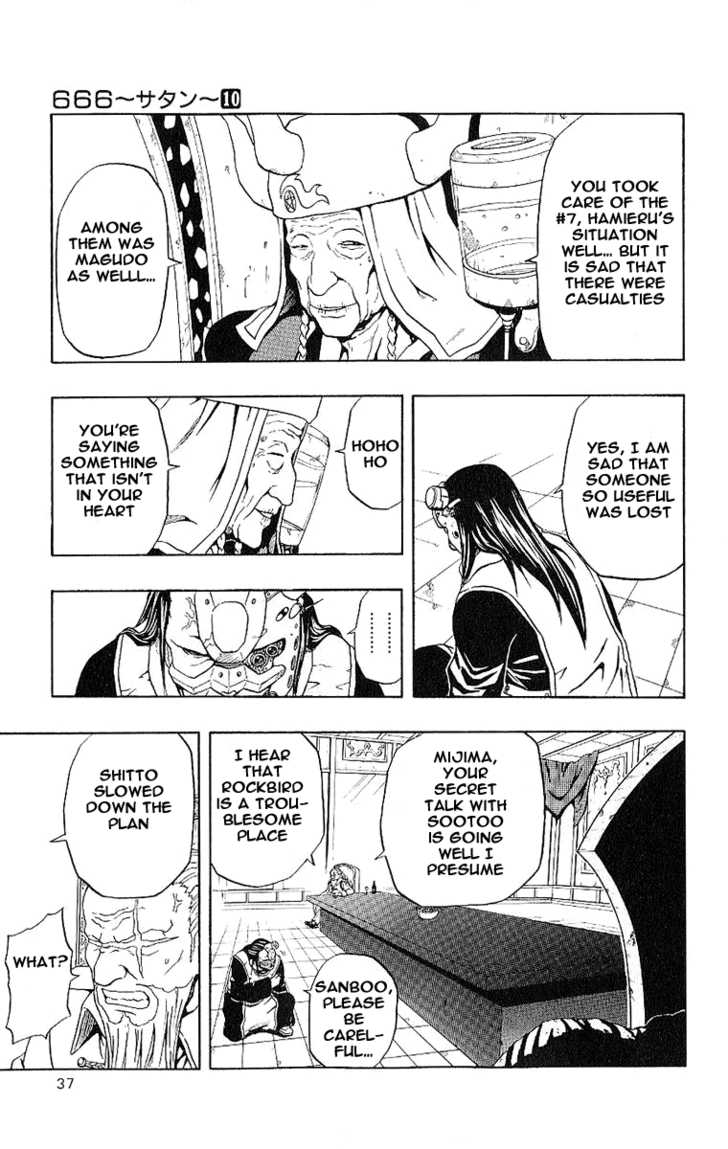 666~サタン~10
YOU TOOK
CARE OF THE
#7, HAMIERU'S
SITUATION
WELL... BUT IT
IS SAD THAT
THERE WERE
CASUALTIES
AMONG
THEM WAS
MAGUDO
AS WELLL...
YES, I AM
SAD THAT
SOMEONE
SO USEFUL
WAS LOST
HOHO
HO
YOU'RE
SAYING
SOMETHING
THAT ISN'T
IN YOUR
HEART
........
MIJIMA,
YOUR
SECRET
TALK WITH
SOOTOO
IS GOING
WELL I
PRESUME
I HEAR
THAT
ROCKBIRD
IS A TROU-
BLESOME
PLACE
SANBOO,
PLEASE
BE
CAREL-
FUL...
SHITTO
SLOWED
DOWN THE
PLAN
WHAT?
37